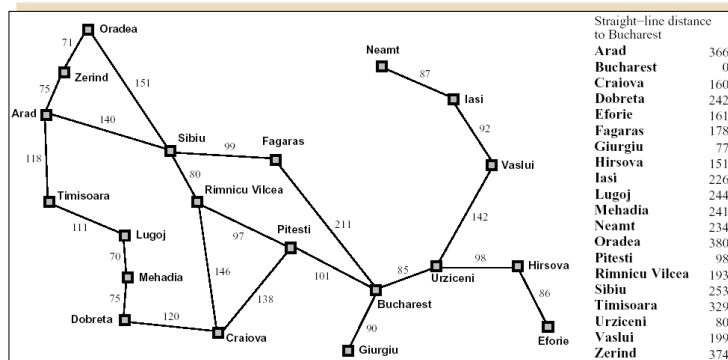 Oradea
71
Neamt
87
Zerind
75
151
Iasi
Arad
140
92
Sibiu
99
Fagaras
118
80
Vaslui
Timisoara
Rimnicu Vilcea
111
Lugoj
97
Pitesti
211
142
70
98
Hirsova
Mehadia
146
101
85
Urziceni
75
138
86
Bucharest
Dobreta
120
90
Craiova
Eforie
Giurgiu
Straight-line distance
to Bucharest
Arad 366
Bucharest 0
Craiova 160
Dobreta 242
Eforie 161
Fagaras 178
Giurgiu 77
Hirsova 151
Iasi 226
Lugoj 244
Mehadia 241
Neamt 234
Oradea 380
Pitesti 98
Rimnicu Vilcea 193
Sibiu 253
Timisoara 329
Urziceni 80
Vaslui 199
Zerind 374